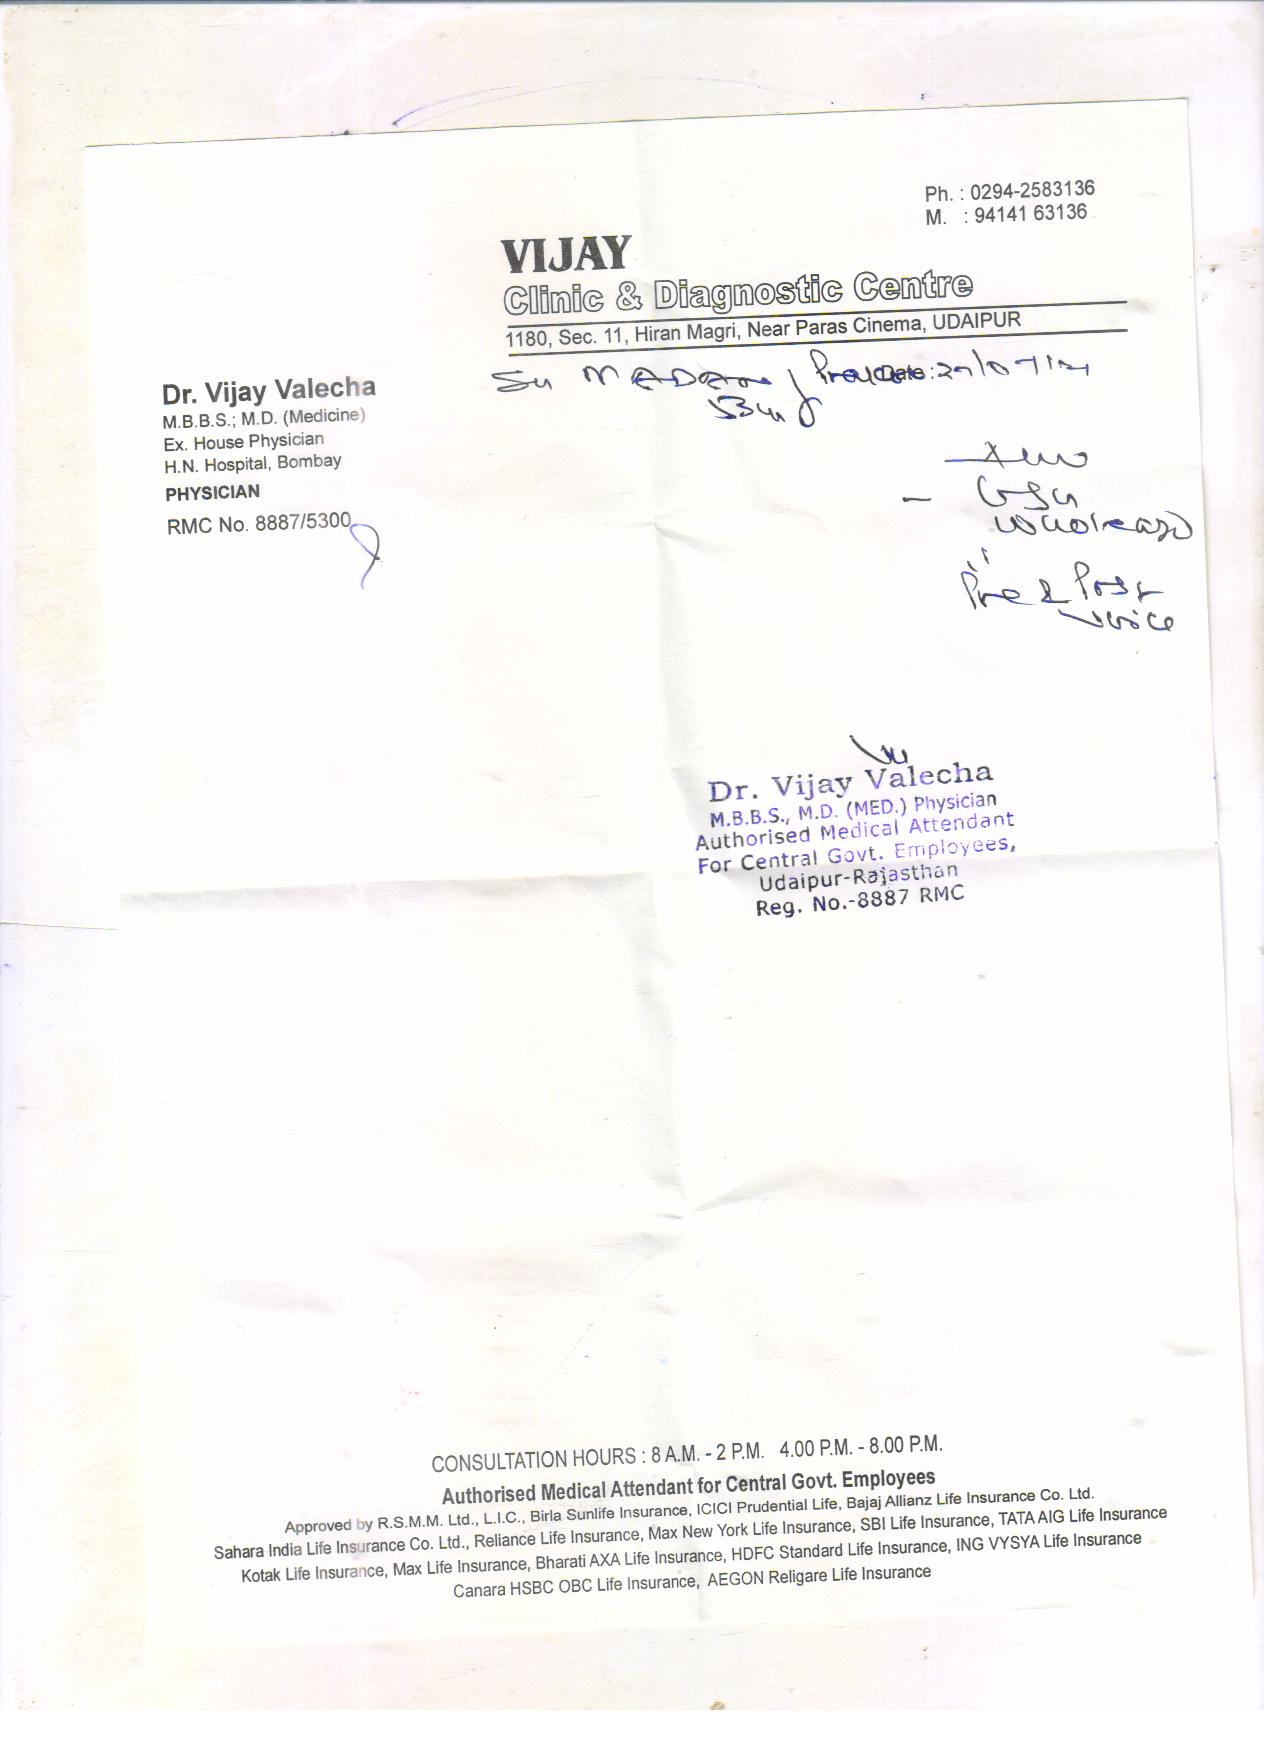 Ph. : 0294-2583136
M. : 94141 63136
VIJAY
Clinic & Diagnostic Centre
1180, Sec. 11, Hiran Magri, Near Paras Cinema, UDAIPUR
Date :
Dr. Vijay Valecha
M.B.B.S.; M.D. (Medicine)
Ex. House Physician
H.N. Hospital, Bombay
PHYSICIAN
RMC No. 8887/5300
Pre & Post
Dr. Vijay Valecha
M.B.B.S., M.D. (MED.) Physician
Authorised Medical Attendant
For Central Govt. Employees,
Udaipur-Rajasthan
Reg. No.-8887 RMC
CONSULTATION HOURS : 8 A.M. - 2 P.M. 4.00 P.M. - 8.00 P.M.
Authorised Medical Attendant for Central Govt. Employees
Approved by R.S.M.M. Ltd., L.I.C., Birla Sunlife Insurance, ICICI Prudential Life, Bajaj Allianz Life Insurance Co. Ltd.
Sahara India Life Insurance Co. Ltd., Reliance Life Insurance, Max New York Life Insurance, SBI Life Insurance, TATA AIG Life Insurance
Kotak Life Insurance, Max Life Insurance, Bharati AXA Life Insurance, HDFC Standard Life Insurance, ING VYSYA Life Insurance
Canara HSBC OBC Life Insurance, AEGON Religare Life Insurance